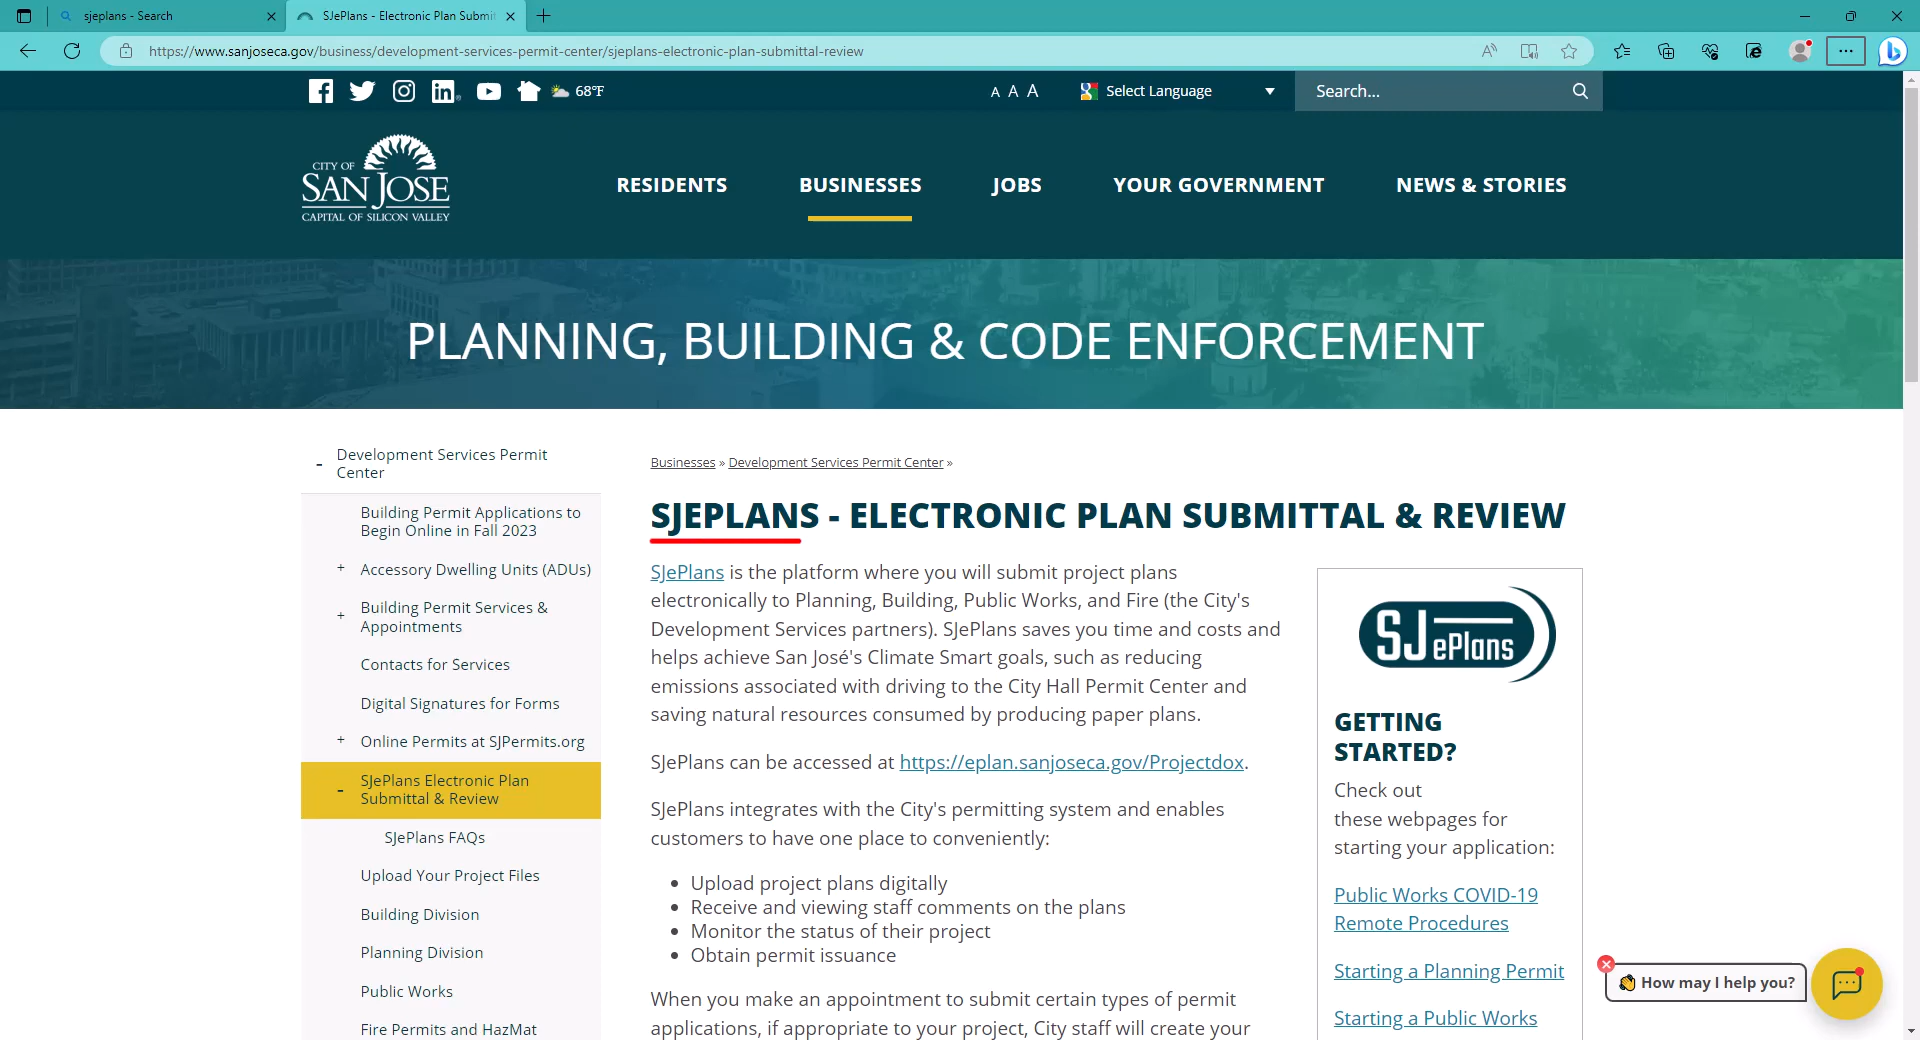 sjeplans - Search
SJePlans - Electronic Plan Submit
https://www.sanjoseca.gov/business/development-services-permit-center/sjeplans-electronic-plan-submittal-review
68°F
A A A
Select Language
Search...
CITY OF
SAN JOSE
CAPITAL OF SILICON VALLEY
RESIDENTS
BUSINESSES
JOBS
YOUR GOVERNMENT
NEWS & STORIES
PLANNING, BUILDING & CODE ENFORCEMENT
- Development Services Permit
Center
Building Permit Applications to
Begin Online in Fall 2023
+ Accessory Dwelling Units (ADUs)
+ Building Permit Services &
Appointments
Contacts for Services
Digital Signatures for Forms
+ Online Permits at SJPermits.org
- SJePlans Electronic Plan
Submittal & Review
SJePlans FAQs
Upload Your Project Files
Building Division
Planning Division
Public Works
Fire Permits and HazMat
Businesses » Development Services Permit Center »
SJEPLANS - ELECTRONIC PLAN SUBMITTAL & REVIEW
SJePlans is the platform where you will submit project plans
electronically to Planning, Building, Public Works, and Fire (the City's
Development Services partners). SJePlans saves you time and costs and
helps achieve San José's Climate Smart goals, such as reducing
emissions associated with driving to the City Hall Permit Center and
saving natural resources consumed by producing paper plans.
SJePlans can be accessed at https://eplan.sanjoseca.gov/Projectdox.
SJePlans integrates with the City's permitting system and enables
customers to have one place to conveniently:
• Upload project plans digitally
• Receive and viewing staff comments on the plans
• Monitor the status of their project
• Obtain permit issuance
When you make an appointment to submit certain types of permit
applications, if appropriate to your project, City staff will create your
SJ ePlans
GETTING
STARTED?
Check out
these webpages for
starting your application:
Public Works COVID-19
Remote Procedures
Starting a Planning Permit
Starting a Public Works
👋 How may I help you?